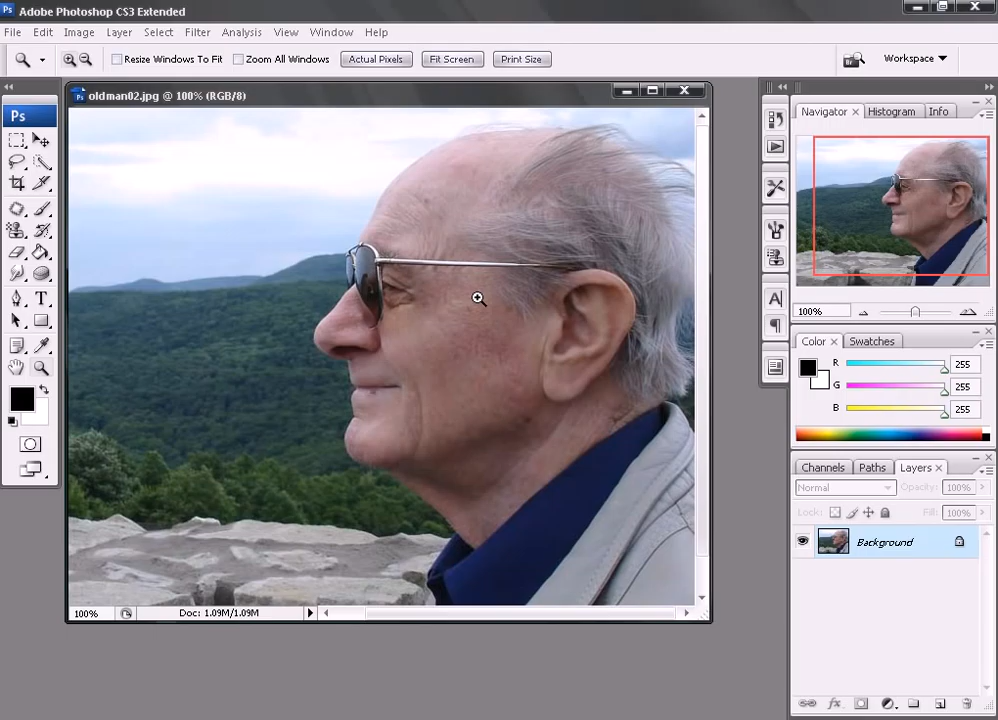 Ps Adobe Photoshop CS3 Extended
File Edit Image Layer Select Filter Analysis View Window Help
Resize Windows To Fit Zoom All Windows Actual Pixels Fit Screen Print Size Workspace
Ps
oldman02.jpg @ 100% (RGB/8)
T
100% Doc: 1.09M/1.09M
A
Navigator Histogram Info
100%
Color Swatches
R 255
G 255
B 255
Channels Paths Layers
Normal Opacity: 100%
Lock: Fill: 100%
Background
fx